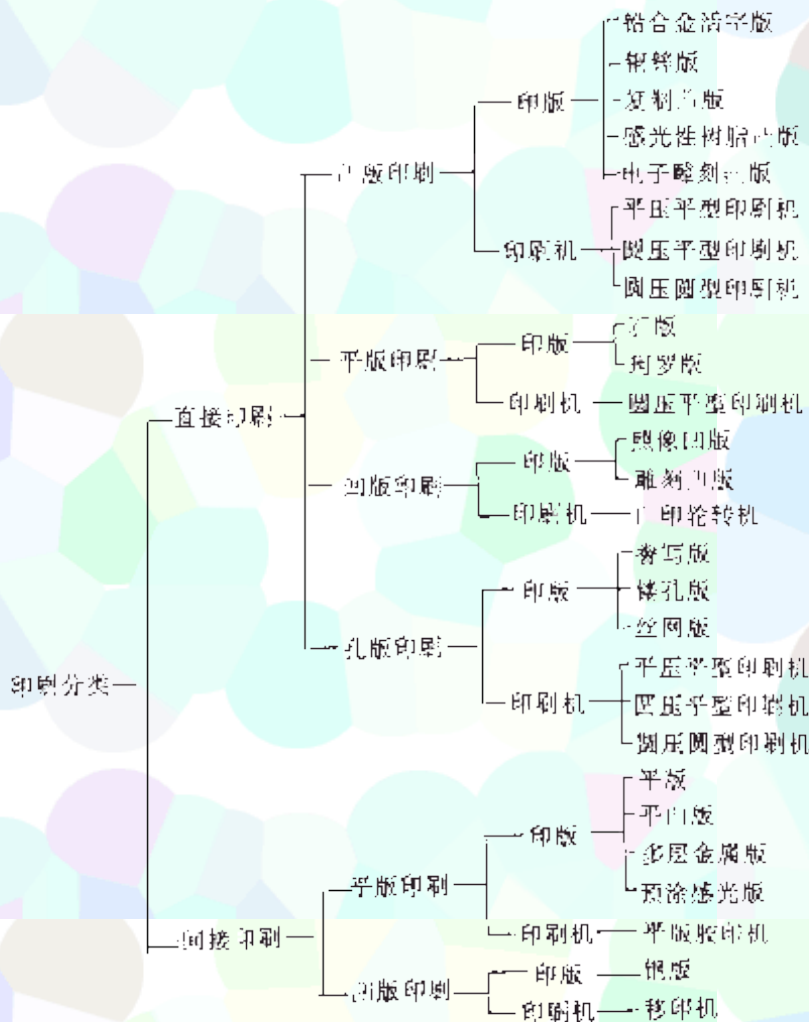 铅合金活字版
铜锌版
印版
复制凸版
感光性树脂凸版
凸版印刷
电子雕刻凸版
平压平型印刷机
印刷机
圆压平型印刷机
圆压圆型印刷机
印版
石版
平版印刷
珂罗版
印刷机
圆压平型印刷机
直接印刷
照像凹版
印版
凹版印刷
雕刻凹版
印刷机
凹印轮转机
誊写版
印版
镂孔版
丝网版
孔版印刷
平压平型印刷机
印刷分类
印刷机
圆压平型印刷机
圆压圆型印刷机
平版
平凹版
印版
多层金属版
平版印刷
预涂感光版
间接印刷
印刷机
平版胶印机
印版
钢版
凹版印刷
印刷机
移印机